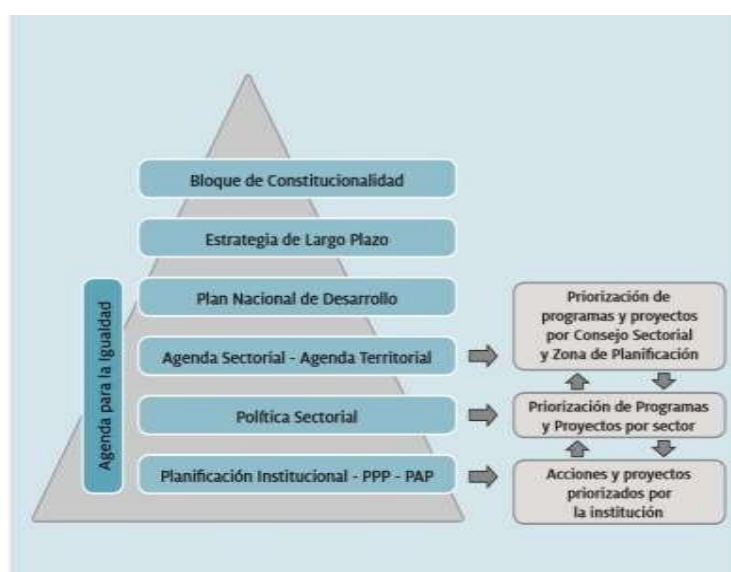 Bloque de Constitucionalidad
Estrategia de Largo Plazo
Agenda para la Igualdad
Plan Nacional de Desarrollo
Agenda Sectorial - Agenda Territorial
Política Sectorial
Planificación Institucional - PPP - PAP
Priorización de
programas y proyectos
por Consejo Sectorial
y Zona de Planificación
Priorización de Programas
y Proyectos por sector
Acciones y proyectos
priorizados por
la institución